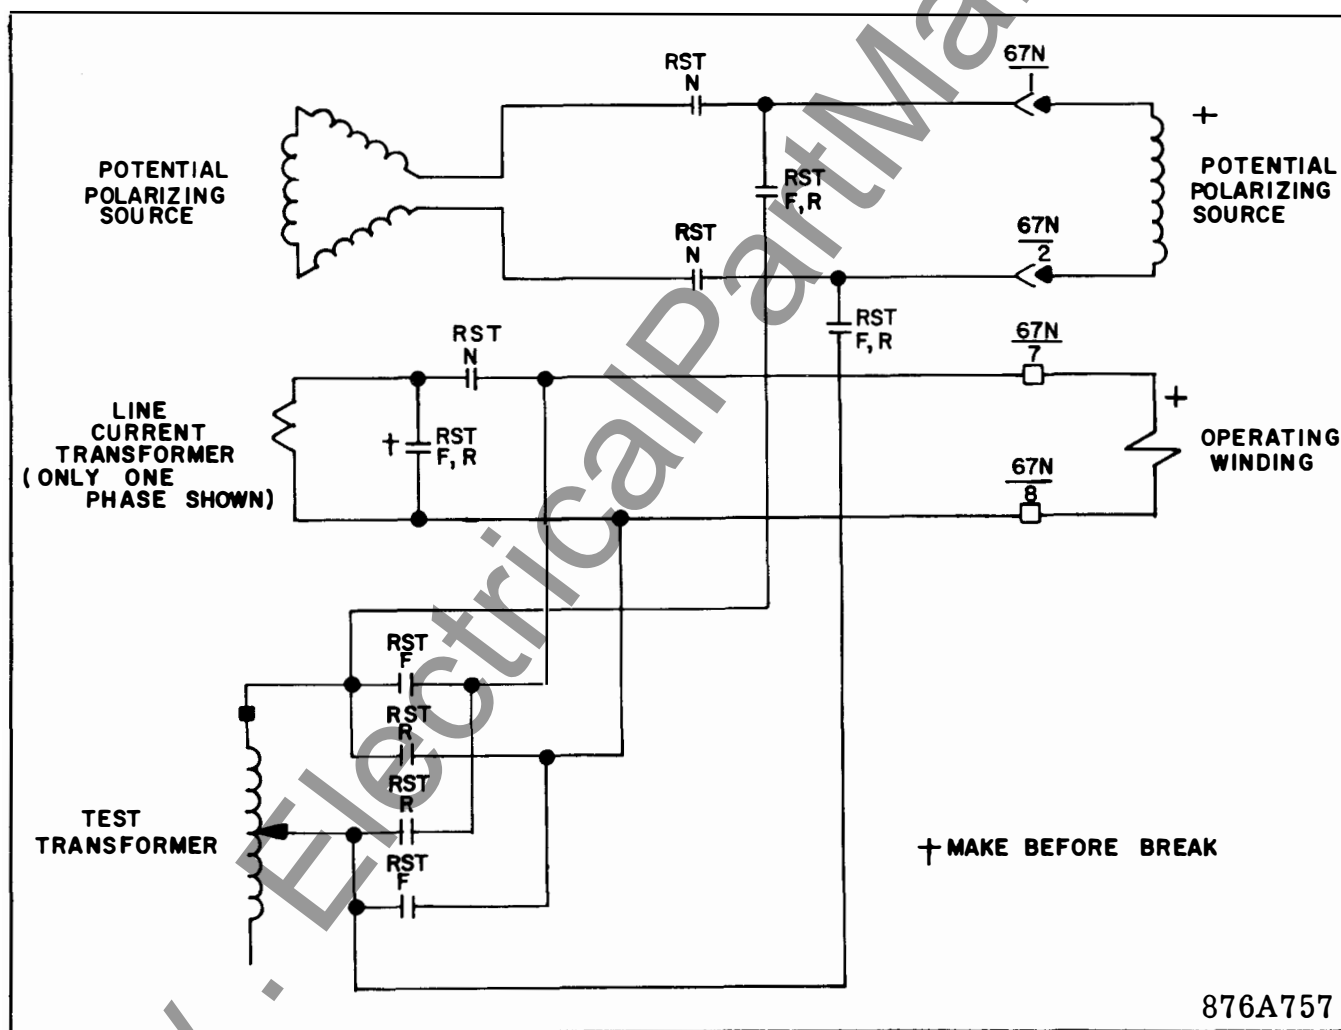 RST
N
67N
1
+
POTENTIAL
POLARIZING
SOURCE
RST
F,R
POTENTIAL
POLARIZING
SOURCE
RST
N
67N
2
RST
F,R
RST
N
67N
7
LINE
CURRENT
TRANSFORMER
(ONLY ONE
PHASE SHOWN)
† RST
F,R
+
OPERATING
WINDING
67N
8
RST
F
RST
R
RST
R
RST
F
TEST
TRANSFORMER
† MAKE BEFORE BREAK
876A757
. ElectricalPartMa